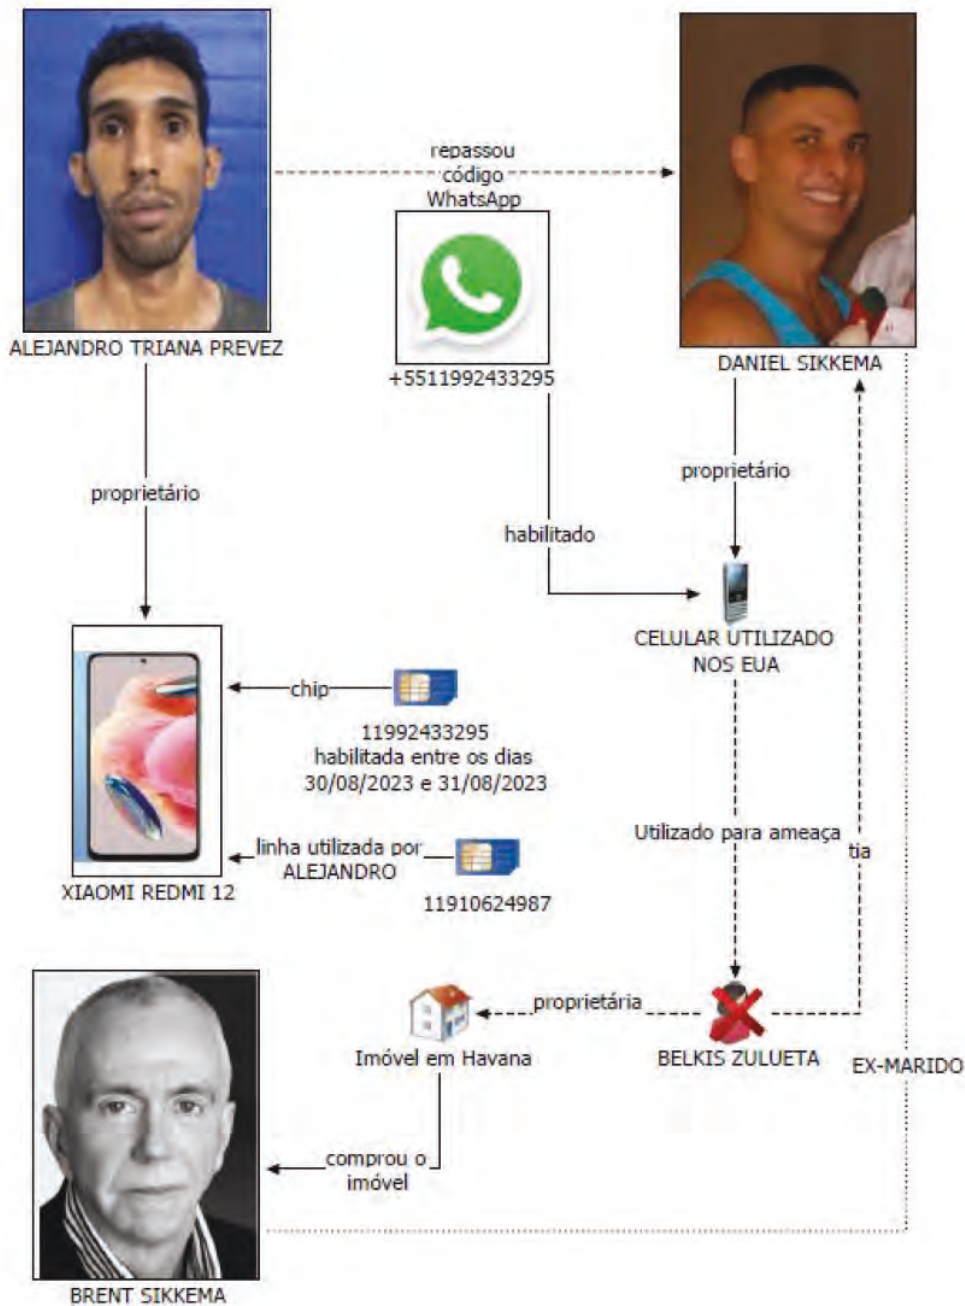 repassou
código
WhatsApp
ALEJANDRO TRIANA PREVEZ
+5511992433295
DANIEL SIKKEMA
proprietário
proprietário
habilitado
CELULAR UTILIZADO
NOS EUA
chip
11992433295
habilitada entre os dias
30/08/2023 e 31/08/2023
Utilizado para ameaça
tia
linha utilizada por
ALEJANDRO
XIAOMI REDMI 12
11910624987
proprietária
Imóvel em Havana
BELKIS ZULUETA
EX-MARIDO
comprou o
imóvel
BRENT SIKKEMA